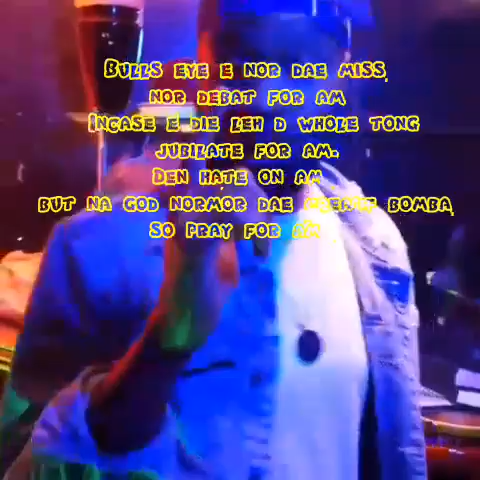 BULLS EYE E NOR DAE MISS,
NOR DEBAT FOR AM
INCASE E DIE LEH D WHOLE TONG
JUBILATE FOR AM.
DEN HATE ON AM
BUT NA GOD NORMOR DAE BOMBA,
SO PRAY FOR AM